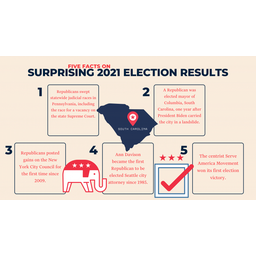 FIVE FACTS ON
SURPRISING 2021 ELECTION RESULTS
1
Republicans swept
statewide judicial races in
Pennsylvania, including
the race for a vacancy on
the state Supreme Court.
2
A Republican was
elected mayor of
Columbia, South
Carolina, one year after
President Biden carried
the city in a landslide.
SOUTH CAROLINA
3
Republicans posted
gains on the New
York City Council for
the first time since
2009.
4
Ann Davison
became the first
Republican to be
elected Seattle city
attorney since 1985.
5
The centrist Serve
America Movement
won its first election
victory.